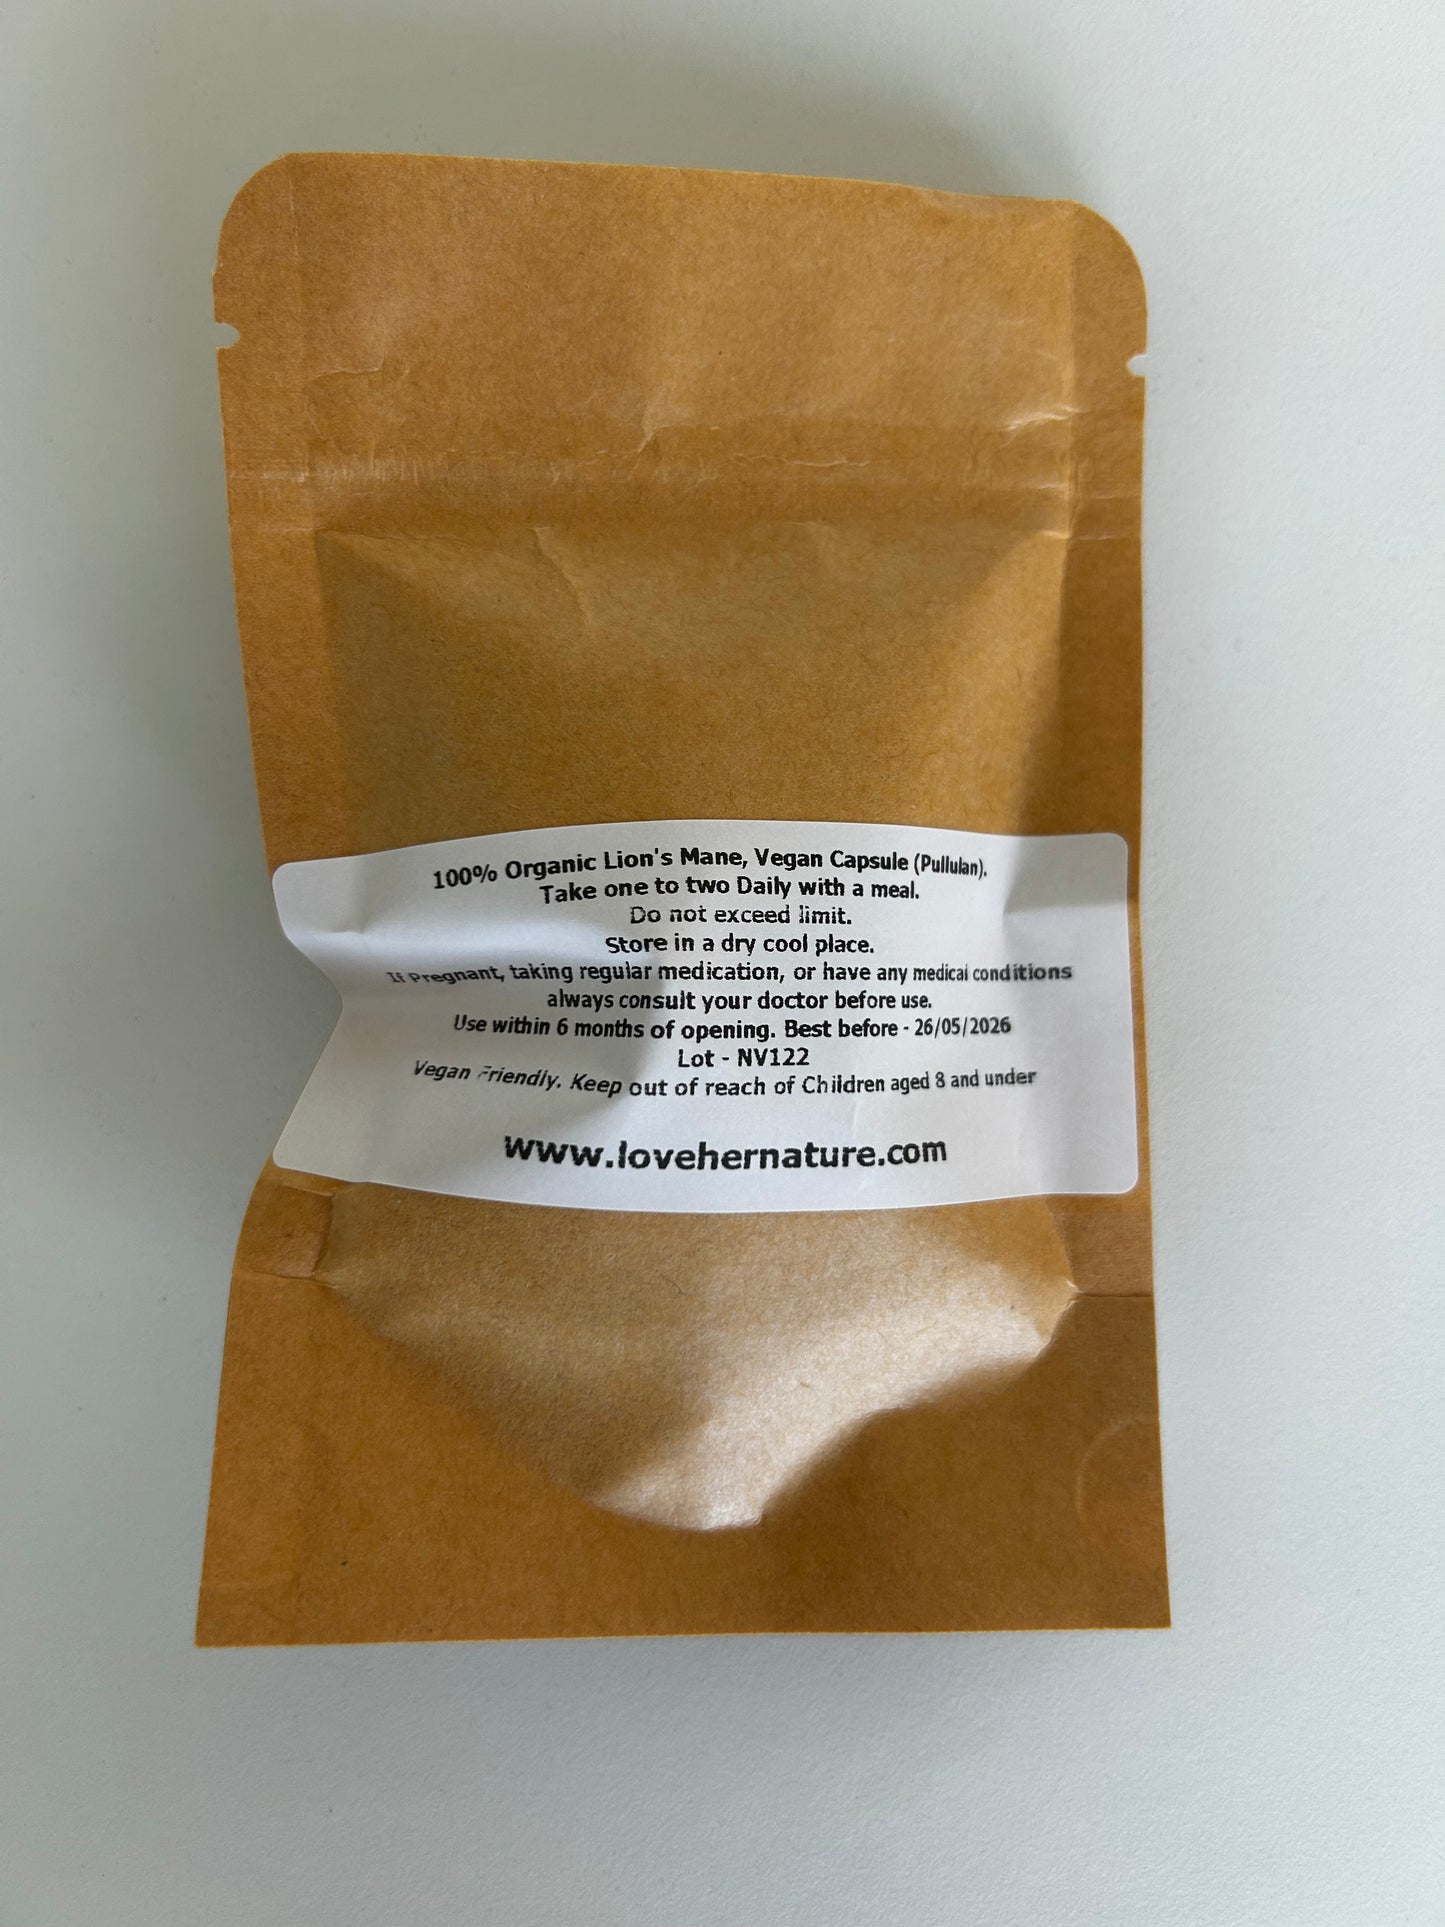 100% Organic Lion's Mane, Vegan Capsule (Pullulan).
Take one to two Daily with a meal.
Do not exceed limit.
Store in a dry cool place.
If Pregnant, taking regular medication, or have any medical conditions
always consult your doctor before use.
Use within 6 months of opening. Best before - 26/05/2026
Lot - NV122
Vegan Friendly. Keep out of reach of Children aged 8 and under
www.lovehernature.com